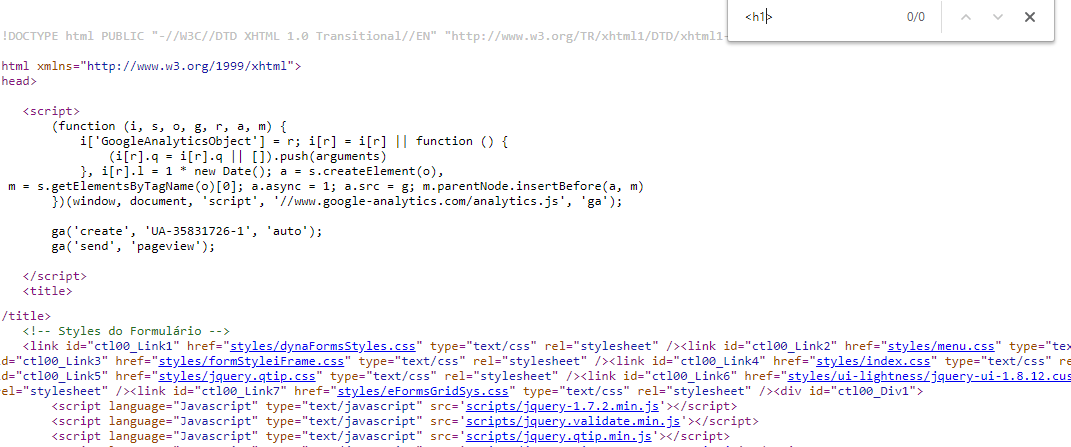 <h1>
0/0
!DOCTYPE html PUBLIC "-//W3C//DTD XHTML 1.0 Transitional//EN" "http://www.w3.org/TR/xhtml1/DTD/xhtml1-
html xmlns="http://www.w3.org/1999/xhtml">
head>
<script>
(function (i, s, o, g, r, a, m) {
i['GoogleAnalyticsObject'] = r; i[r] = i[r] || function () {
(i[r].q = i[r].q || []).push(arguments)
}, i[r].l = 1 * new Date(); a = s.createElement(o),
m = s.getElementsByTagName(o)[0]; a.async = 1; a.src = g; m.parentNode.insertBefore(a, m)
})(window, document, 'script', '//www.google-analytics.com/analytics.js', 'ga');
ga('create', 'UA-35831726-1', 'auto');
ga('send', 'pageview');
</script>
<title>
/title>
<!-- Styles do Formulário -->
<link id="ctl00_Link1" href="styles/dynaFormsStyles.css" type="text/css" rel="stylesheet" /><link id="ctl00_Link2" href="styles/menu.css" type="tex
id="ctl00_Link3" href="styles/formStyleiFrame.css" type="text/css" rel="stylesheet" /><link id="ctl00_Link4" href="styles/index.css" type="text/css" re
id="ctl00_Link5" href="styles/jquery.qtip.css" type="text/css" rel="stylesheet" /><link id="ctl00_Link6" href="styles/ui-lightness/jquery-ui-1.8.12.cus
rel="stylesheet" /><link id="ctl00_Link7" href="styles/eFormsGridSys.css" type="text/css" rel="stylesheet" /><div id="ctl00_Div1">
<script language="Javascript" type="text/javascript" src='scripts/jquery-1.7.2.min.js'></script>
<script language="Javascript" type="text/javascript" src='scripts/jquery.validate.min.js'></script>
<script language="Javascript" type="text/javascript" src='scripts/jquery.qtip.min.js'></script>